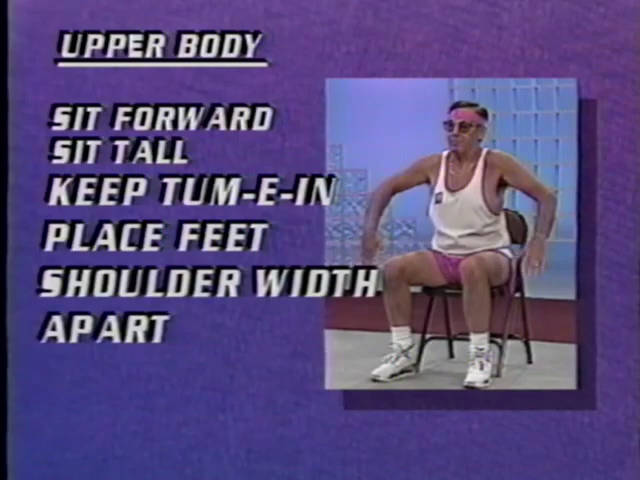 UPPER BODY
SIT FORWARD
SIT TALL
KEEP TUM-E-IN
PLACE FEET
SHOULDER WIDTH
APART